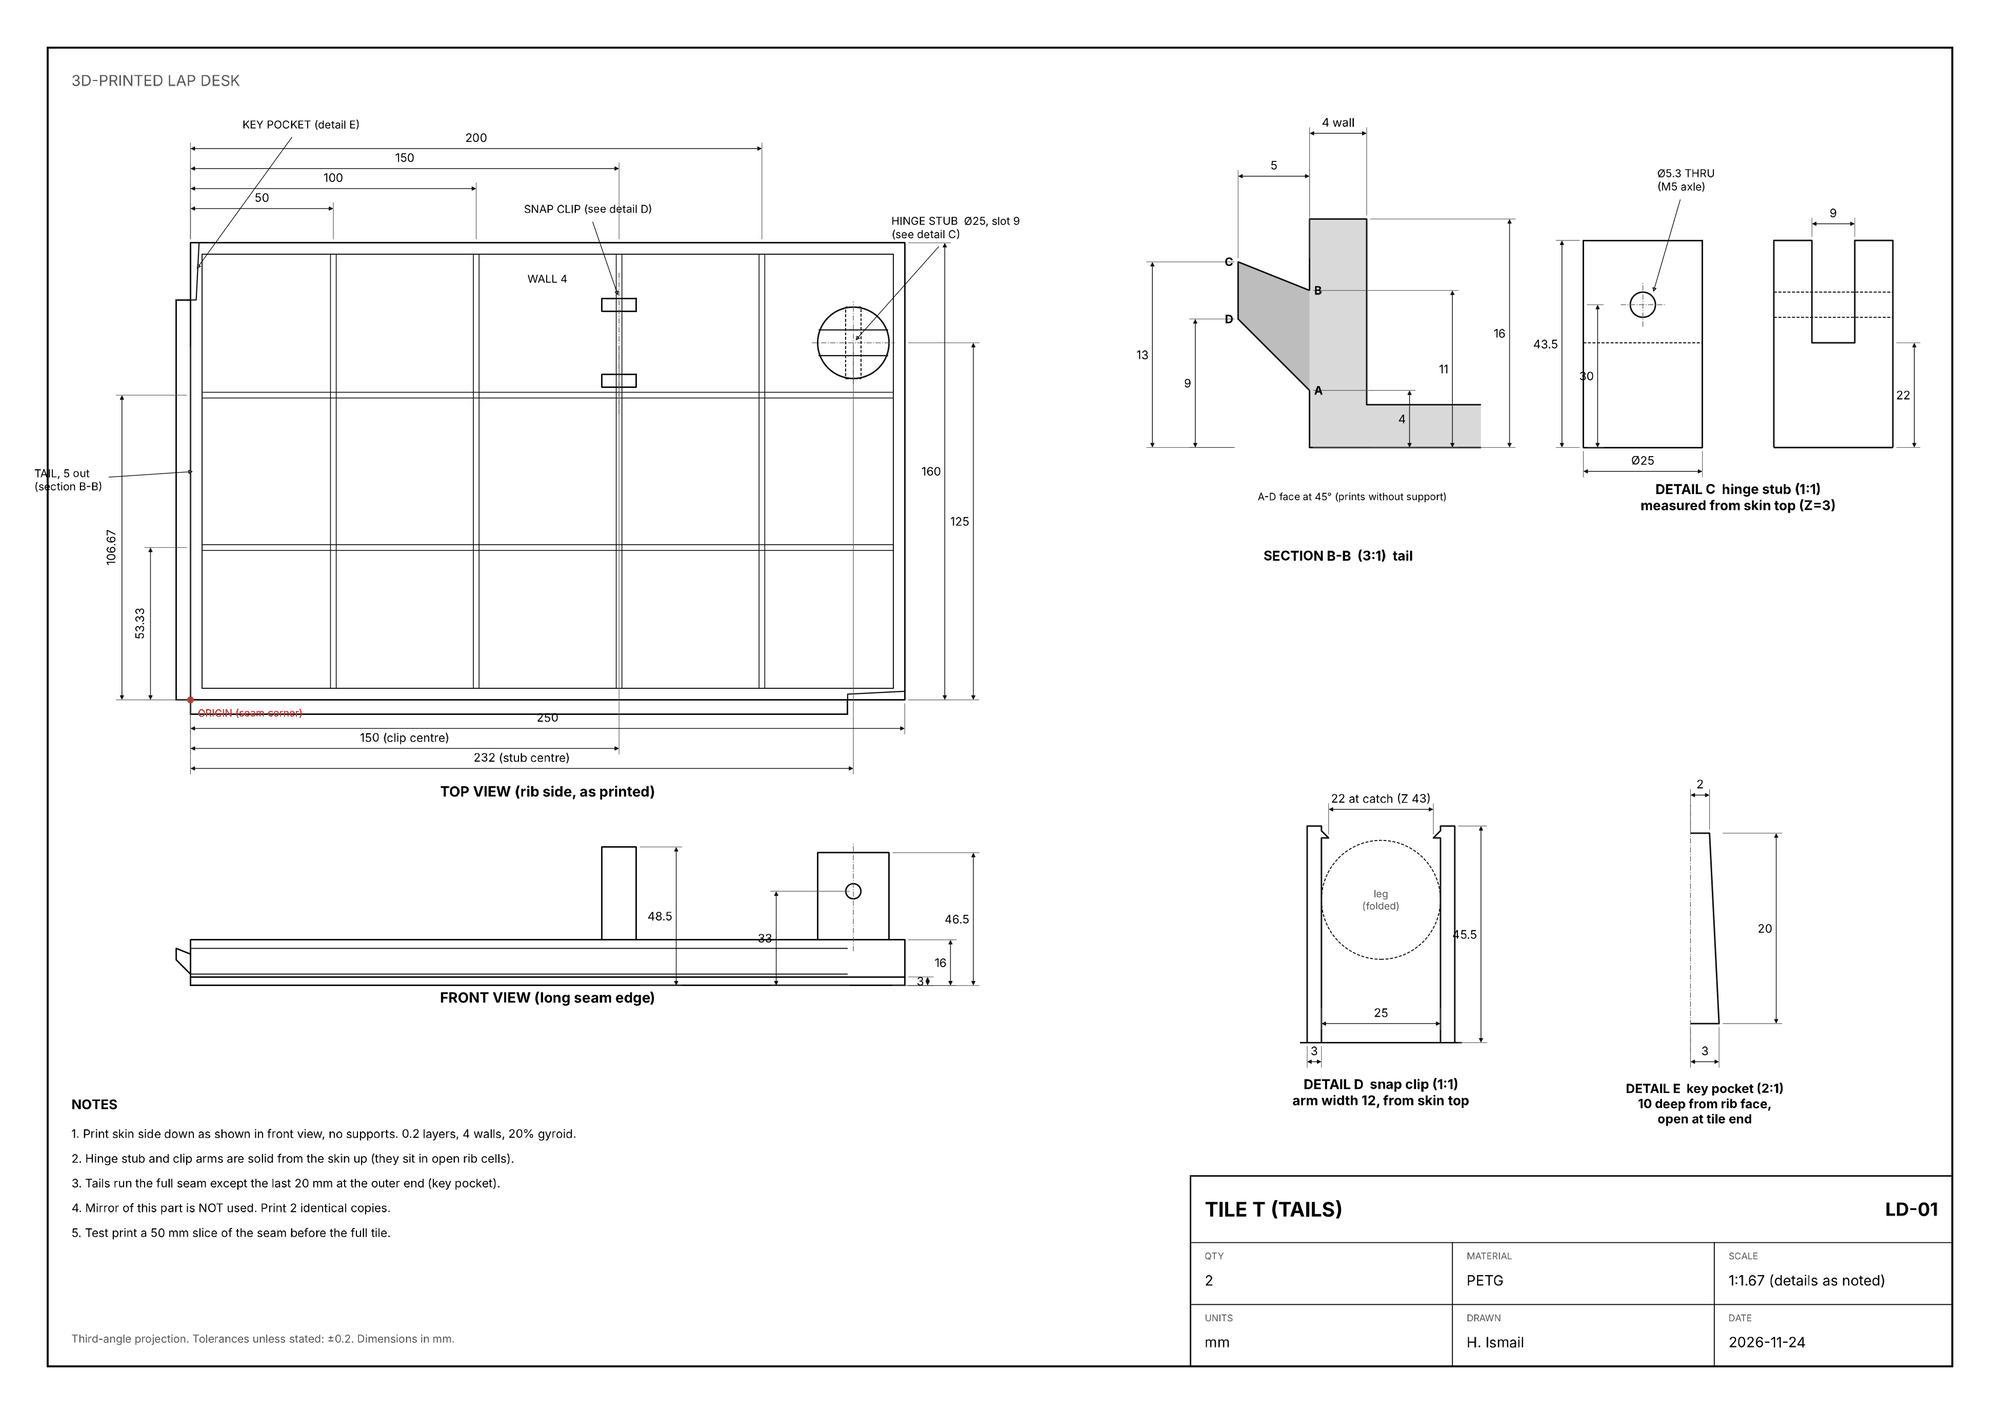 3D-PRINTED LAP DESK
KEY POCKET (detail E)
200
150
100
50
SNAP CLIP (see detail D)
HINGE STUB Ø25, slot 9
(see detail C)
WALL 4
TAIL, 5 out
(section B-B)
106.67
53.33
160
125
ORIGIN (seam corner)
250
150 (clip centre)
232 (stub centre)
TOP VIEW (rib side, as printed)
4 wall
5
C
B
D
A
13
9
4
11
16
A-D face at 45° (prints without support)
SECTION B-B (3:1) tail
Ø5.3 THRU
(M5 axle)
9
43.5
30
22
Ø25
DETAIL C hinge stub (1:1)
measured from skin top (Z=3)
48.5
33
46.5
16
3
FRONT VIEW (long seam edge)
22 at catch (Z 43)
leg
(folded)
45.5
25
3
DETAIL D snap clip (1:1)
arm width 12, from skin top
2
20
3
DETAIL E key pocket (2:1)
10 deep from rib face,
open at tile end
NOTES
1. Print skin side down as shown in front view, no supports. 0.2 layers, 4 walls, 20% gyroid.
2. Hinge stub and clip arms are solid from the skin up (they sit in open rib cells).
3. Tails run the full seam except the last 20 mm at the outer end (key pocket).
4. Mirror of this part is NOT used. Print 2 identical copies.
5. Test print a 50 mm slice of the seam before the full tile.
Third-angle projection. Tolerances unless stated: ±0.2. Dimensions in mm.
TILE T (TAILS)
LD-01
QTY
2
MATERIAL
PETG
SCALE
1:1.67 (details as noted)
UNITS
mm
DRAWN
H. Ismail
DATE
2026-11-24